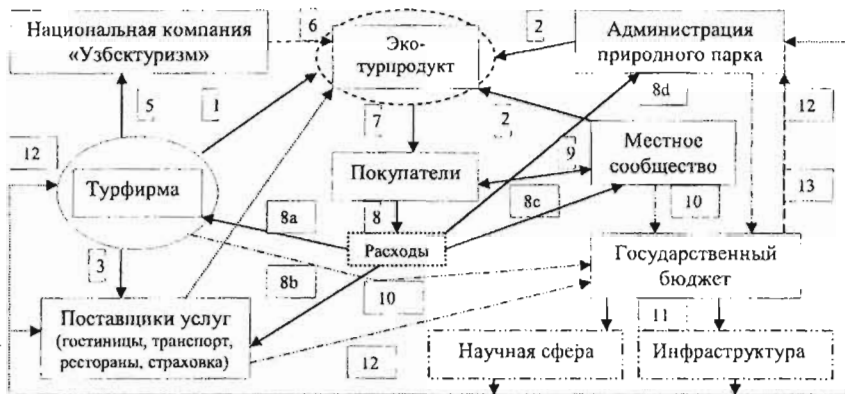 Национальная компания
«Узбектуризм»
6
Эко-
турпродукт
2
Администрация
природного парка
5
1
7
2
8d
12
12
Турфирма
Покупатели
9
Местное
сообщество
13
8a
8
8c
10
Расходы
3
8b
10
Государственный
бюджет
Поставщики услуг
(гостиницы, транспорт,
рестораны, страховка)
12
11
Научная сфера
Инфраструктура